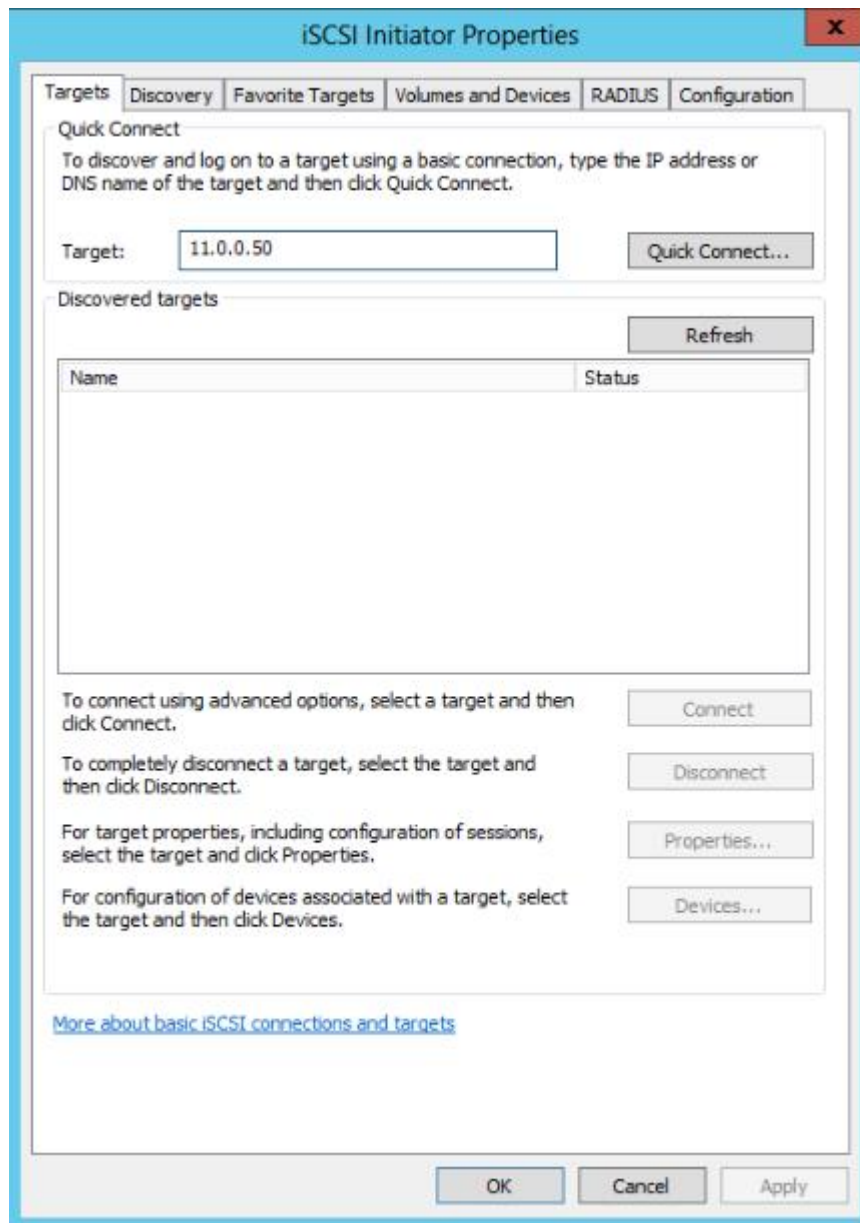 iSCSI Initiator Properties
x
Targets Discovery Favorite Targets Volumes and Devices RADIUS Configuration
Quick Connect
To discover and log on to a target using a basic connection, type the IP address or
DNS name of the target and then click Quick Connect.
Target: 11.0.0.50 Quick Connect...
Discovered targets
Refresh
Name Status
To connect using advanced options, select a target and then
click Connect.
Connect
To completely disconnect a target, select the target and
then click Disconnect.
Disconnect
For target properties, including configuration of sessions,
select the target and click Properties.
Properties...
For configuration of devices associated with a target, select
the target and then click Devices.
Devices...
More about basic iSCSI connections and targets
OK Cancel Apply